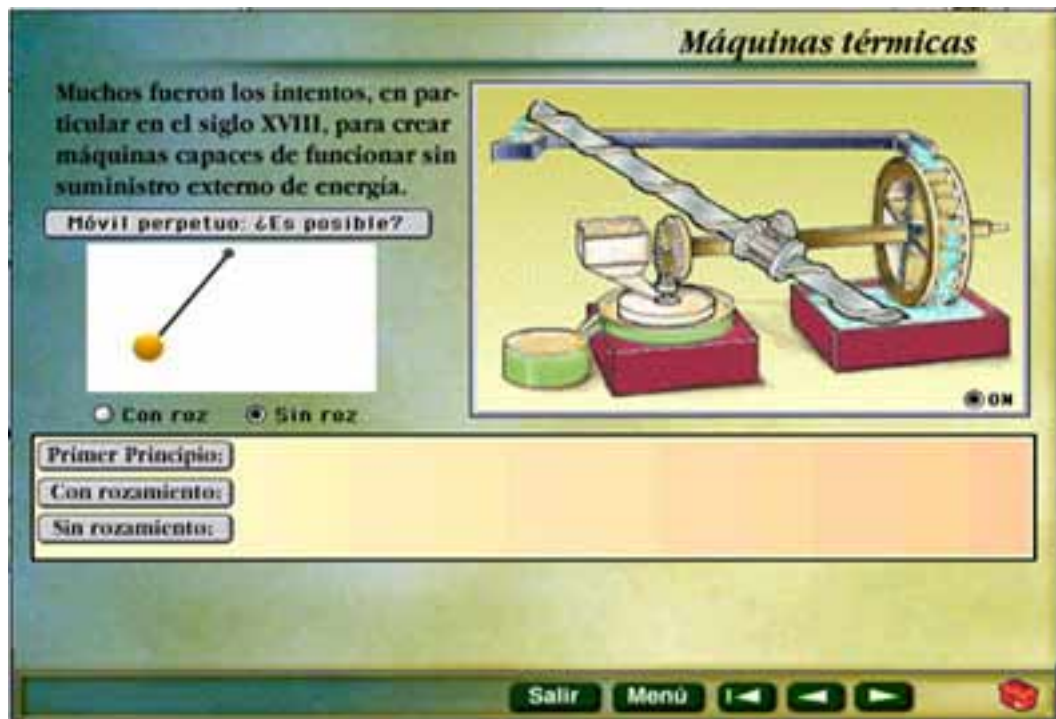 Máquinas térmicas
Muchos fueron los intentos, en par-
ticular en el siglo XVIII, para crear
máquinas capaces de funcionar sin
suministro externo de energía.
Móvil perpetuo: ¿Es posible?
Con roz Sin roz
ON
Primer Principio:
Con rozamiento:
Sin rozamiento:
Salir Menú